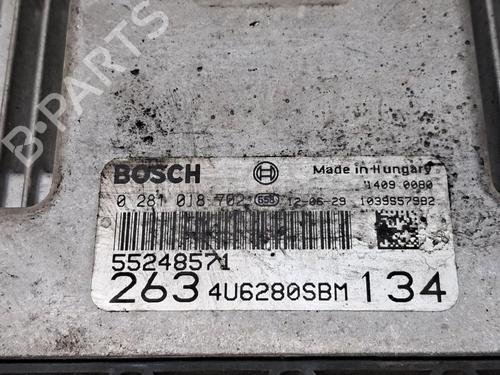 B-PARTS
BOSCH Made in Hungary
1409 0080
0 281 018 702 65S 12-06-29 1039S57982
55248571
263 4U6280SBM 134